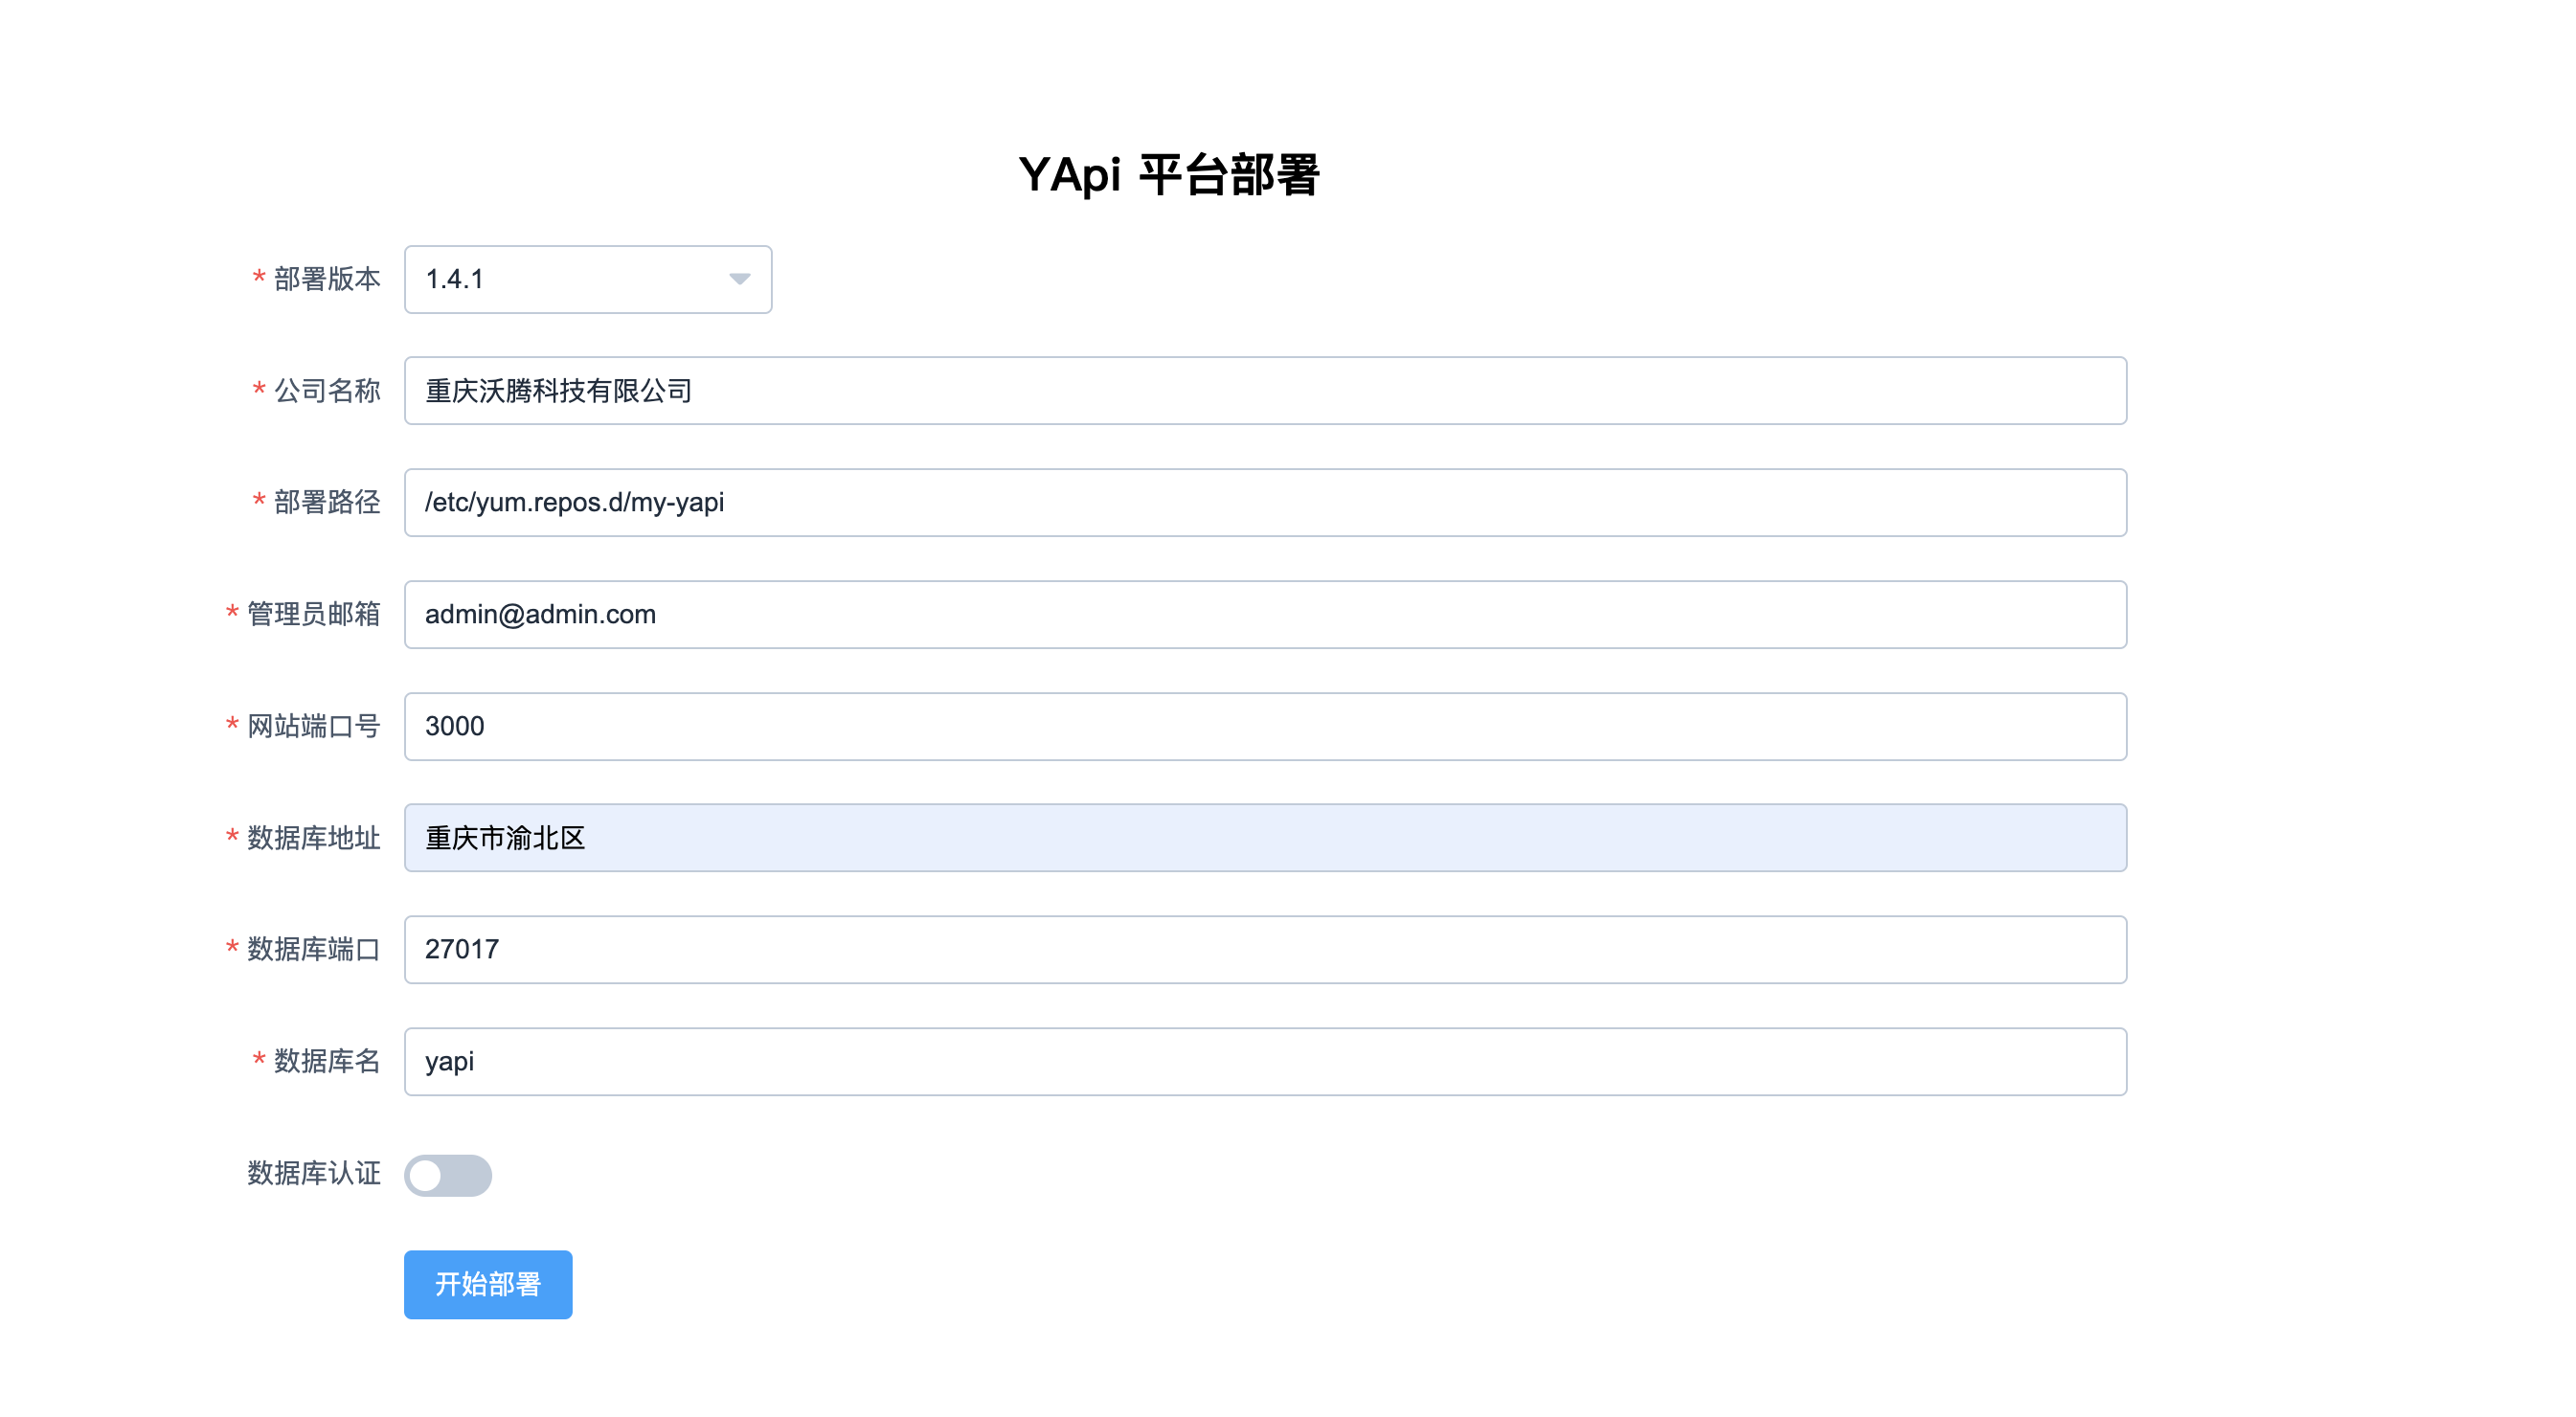 YApi 平台部署
* 部署版本 1.4.1
* 公司名称 重庆沃腾科技有限公司
* 部署路径 /etc/yum.repos.d/my-yapi
* 管理员邮箱 admin@admin.com
* 网站端口号 3000
* 数据库地址 重庆市渝北区
* 数据库端口 27017
* 数据库名 yapi
数据库认证
开始部署